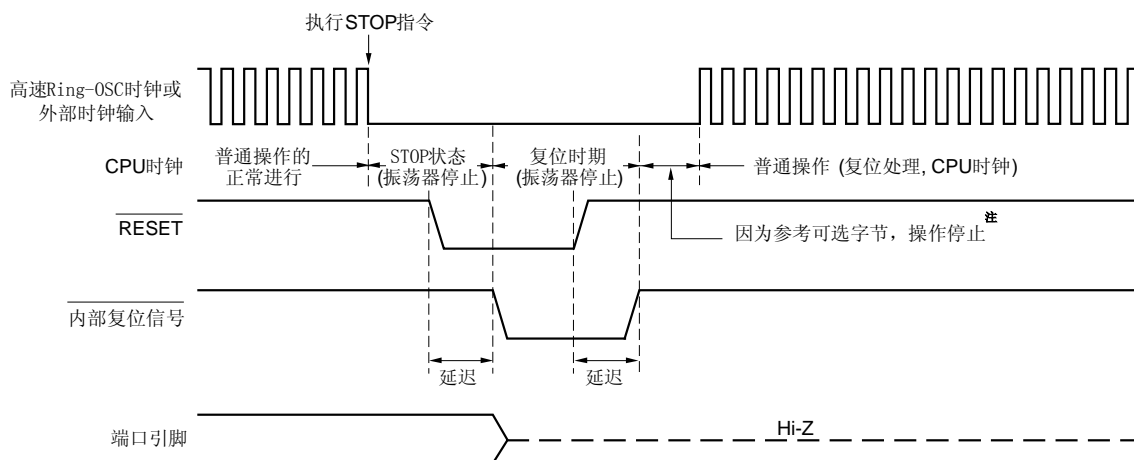 执行STOP指令
高速Ring-OSC时钟或
外部时钟输入
CPU时钟
普通操作的
正常进行
STOP状态
(振荡器停止)
复位时期
(振荡器停止)
普通操作 (复位处理, CPU时钟)
RESET
因为参考可选字节，操作停止注
内部复位信号
延迟
延迟
端口引脚
Hi-Z